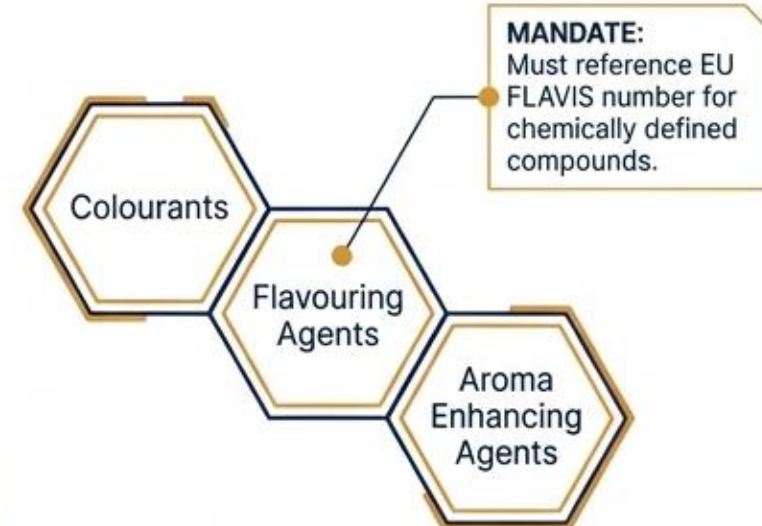 MANDATE:
Must reference EU
FLAVIS number for
chemically defined
compounds.
Colourants
Flavouring
Agents
Aroma
Enhancing
Agents